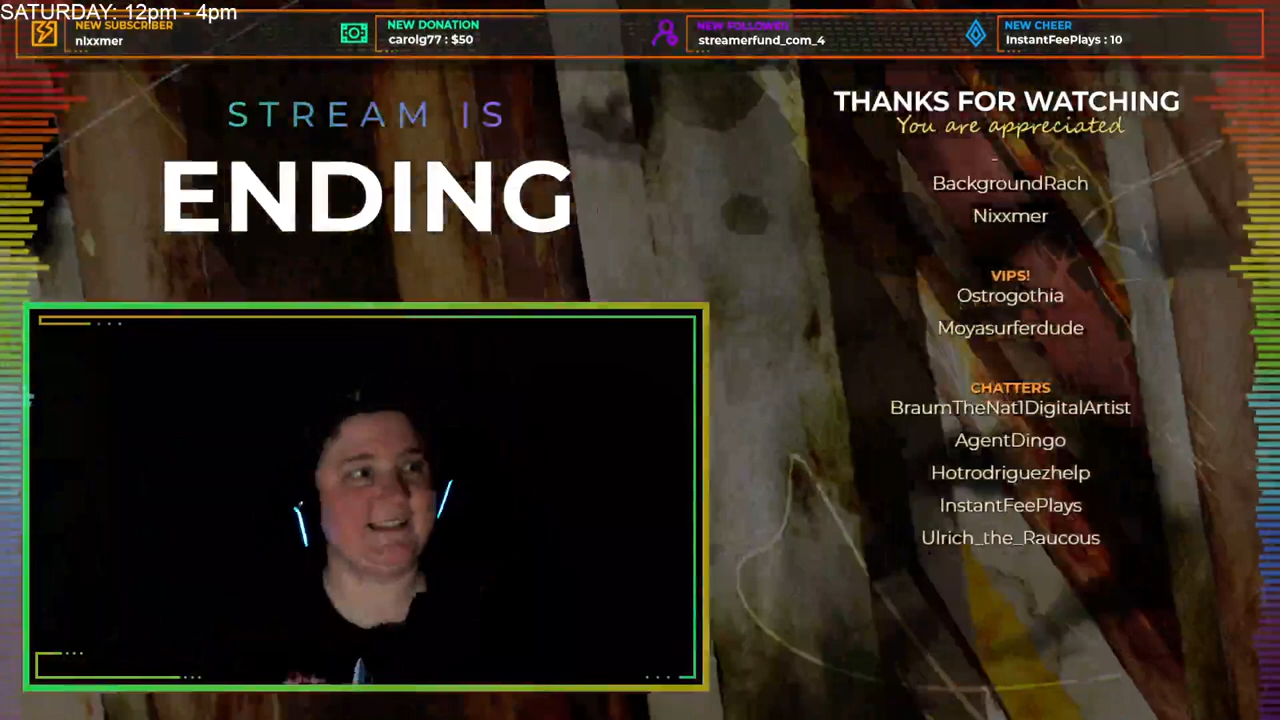 SATURDAY: 12pm - 4pm
NEW SUBSCRIBER
nixxmer
NEW DONATION
carolg77 : $50
NEW FOLLOWER
streamerfund_com_4
NEW CHEER
InstantFeePlays : 10
STREAM IS
ENDING
THANKS FOR WATCHING
You are appreciated
-
BackgroundRach
Nixxmer
VIPS!
Ostrogothia
Moyasurferdude
CHATTERS
BraumTheNat1DigitalArtist
AgentDingo
Hotrodriguezhelp
InstantFeePlays
Ulrich_the_Raucous